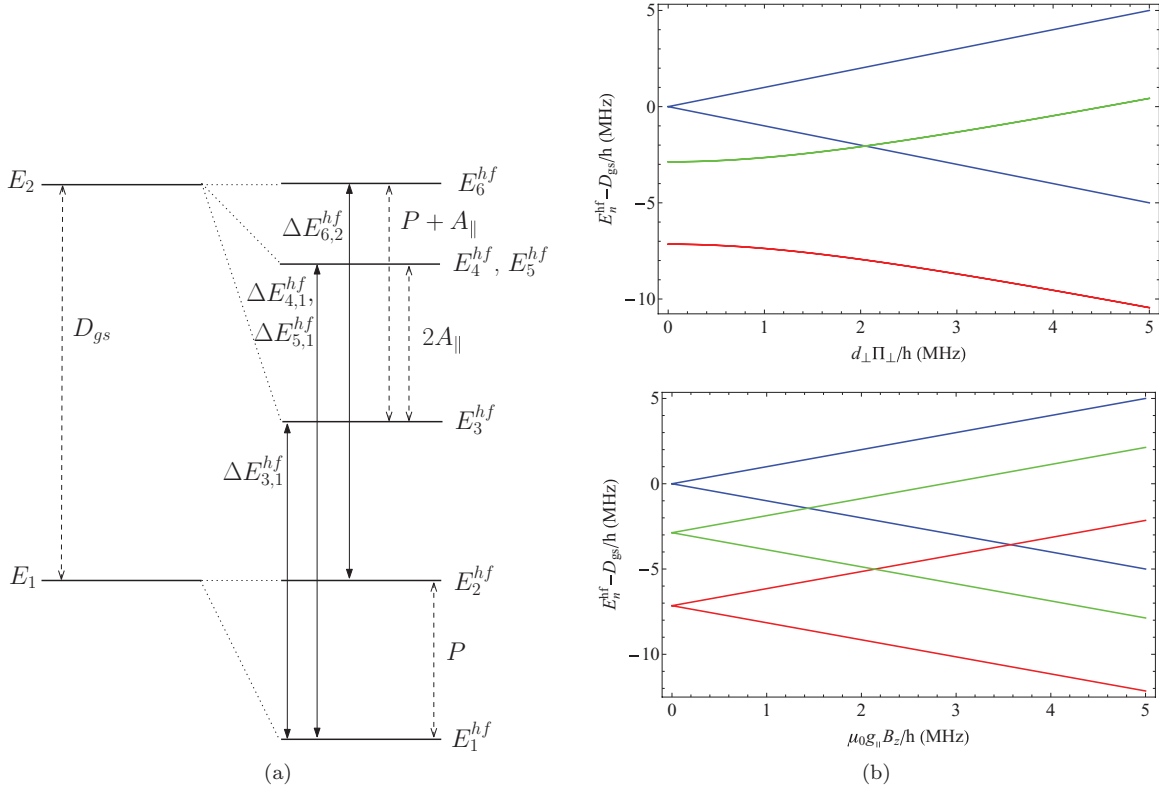 E_2
E_6^{hf}
ΔE_{6,2}^{hf}
P + A_∥
E_4^{hf}, E_5^{hf}
ΔE_{4,1}^{hf},
ΔE_{5,1}^{hf}
D_{gs}
2A_∥
E_3^{hf}
ΔE_{3,1}^{hf}
E_1
E_2^{hf}
P
E_1^{hf}
(a)
5
0
−5
−10
E_n^{hf}−D_{gs}/h (MHz)
0 1 2 3 4 5
d_⊥Π_⊥/h (MHz)
5
0
−5
−10
E_n^{hf}−D_{gs}/h (MHz)
0 1 2 3 4 5
μ_0 g_∥ B_z/h (MHz)
(b)